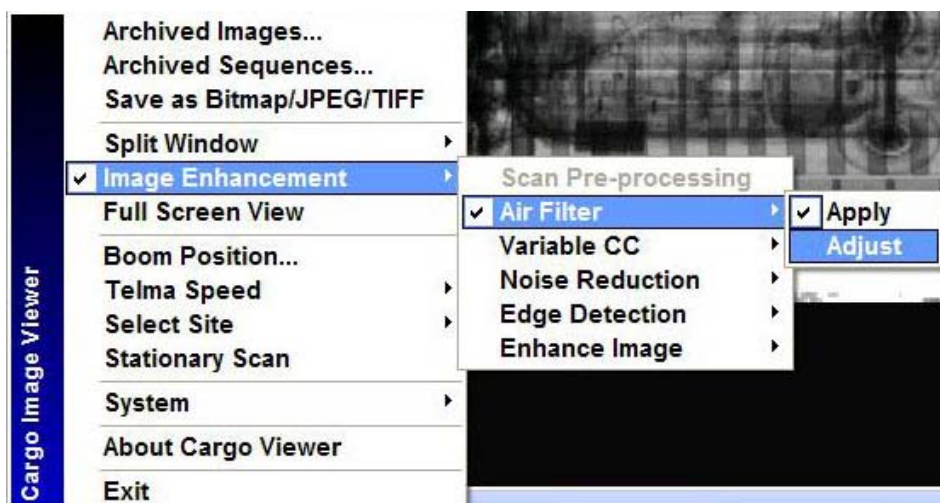 Archived Images...
Archived Sequences...
Save as Bitmap/JPEG/TIFF
Split Window
Image Enhancement
Full Screen View
Boom Position...
Telma Speed
Select Site
Stationary Scan
System
About Cargo Viewer
Exit
Scan Pre-processing
Air Filter
Variable CC
Noise Reduction
Edge Detection
Enhance Image
Apply
Adjust
Cargo Image Viewer